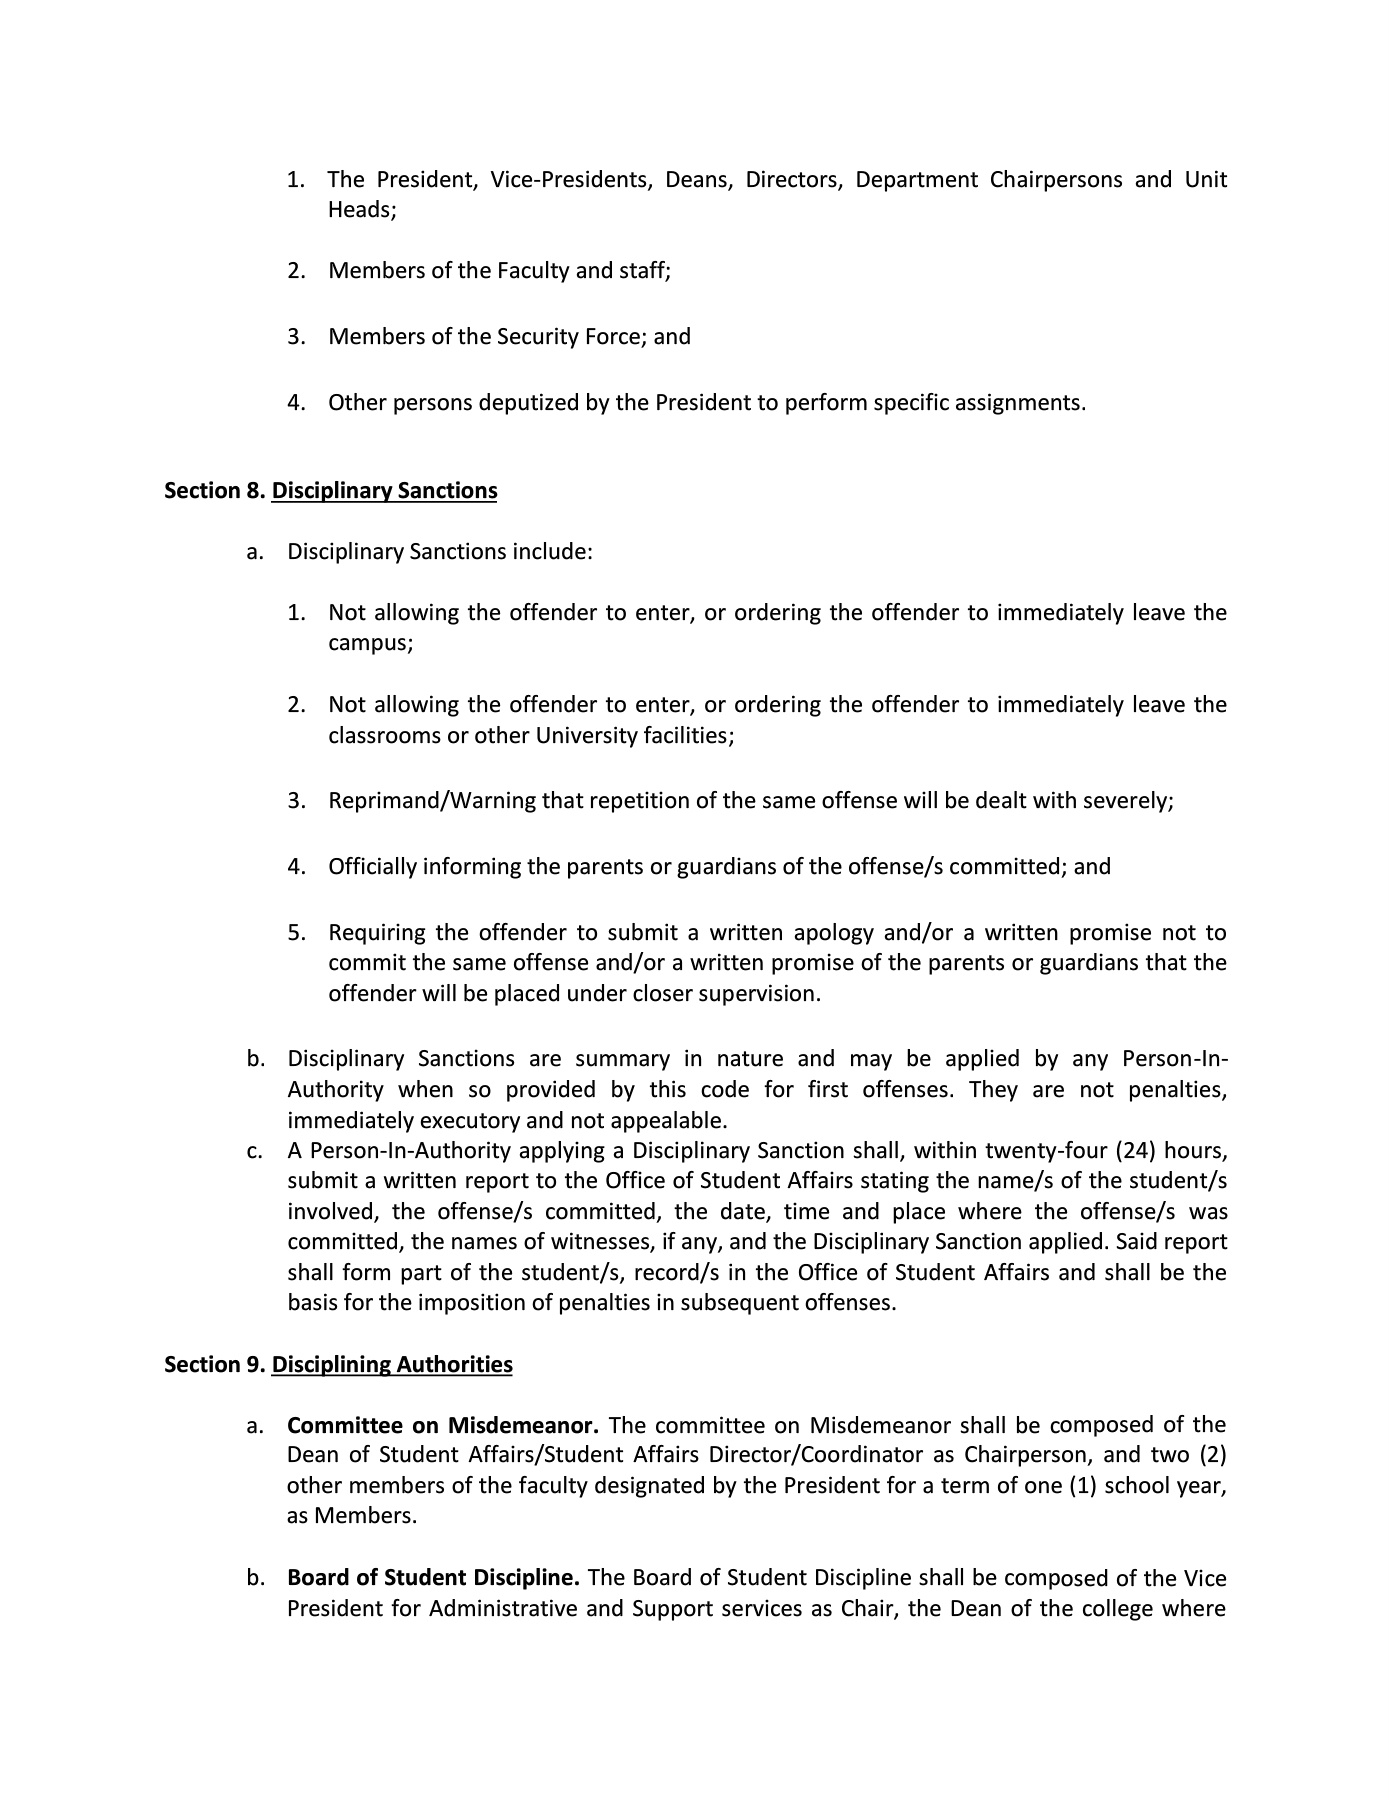 1. The President, Vice-Presidents, Deans, Directors, Department Chairpersons and Unit
Heads;
2. Members of the Faculty and staff;
3. Members of the Security Force; and
4. Other persons deputized by the President to perform specific assignments.
Section 8. Disciplinary Sanctions
a. Disciplinary Sanctions include:
1. Not allowing the offender to enter, or ordering the offender to immediately leave the
campus;
2. Not allowing the offender to enter, or ordering the offender to immediately leave the
classrooms or other University facilities;
3. Reprimand/Warning that repetition of the same offense will be dealt with severely;
4. Officially informing the parents or guardians of the offense/s committed; and
5. Requiring the offender to submit a written apology and/or a written promise not to
commit the same offense and/or a written promise of the parents or guardians that the
offender will be placed under closer supervision.
b. Disciplinary Sanctions are summary in nature and may be applied by any Person-In-
Authority when so provided by this code for first offenses. They are not penalties,
immediately executory and not appealable.
c. A Person-In-Authority applying a Disciplinary Sanction shall, within twenty-four (24) hours,
submit a written report to the Office of Student Affairs stating the name/s of the student/s
involved, the offense/s committed, the date, time and place where the offense/s was
committed, the names of witnesses, if any, and the Disciplinary Sanction applied. Said report
shall form part of the student/s, record/s in the Office of Student Affairs and shall be the
basis for the imposition of penalties in subsequent offenses.
Section 9. Disciplining Authorities
a. Committee on Misdemeanor. The committee on Misdemeanor shall be composed of the
Dean of Student Affairs/Student Affairs Director/Coordinator as Chairperson, and two (2)
other members of the faculty designated by the President for a term of one (1) school year,
as Members.
b. Board of Student Discipline. The Board of Student Discipline shall be composed of the Vice
President for Administrative and Support services as Chair, the Dean of the college where